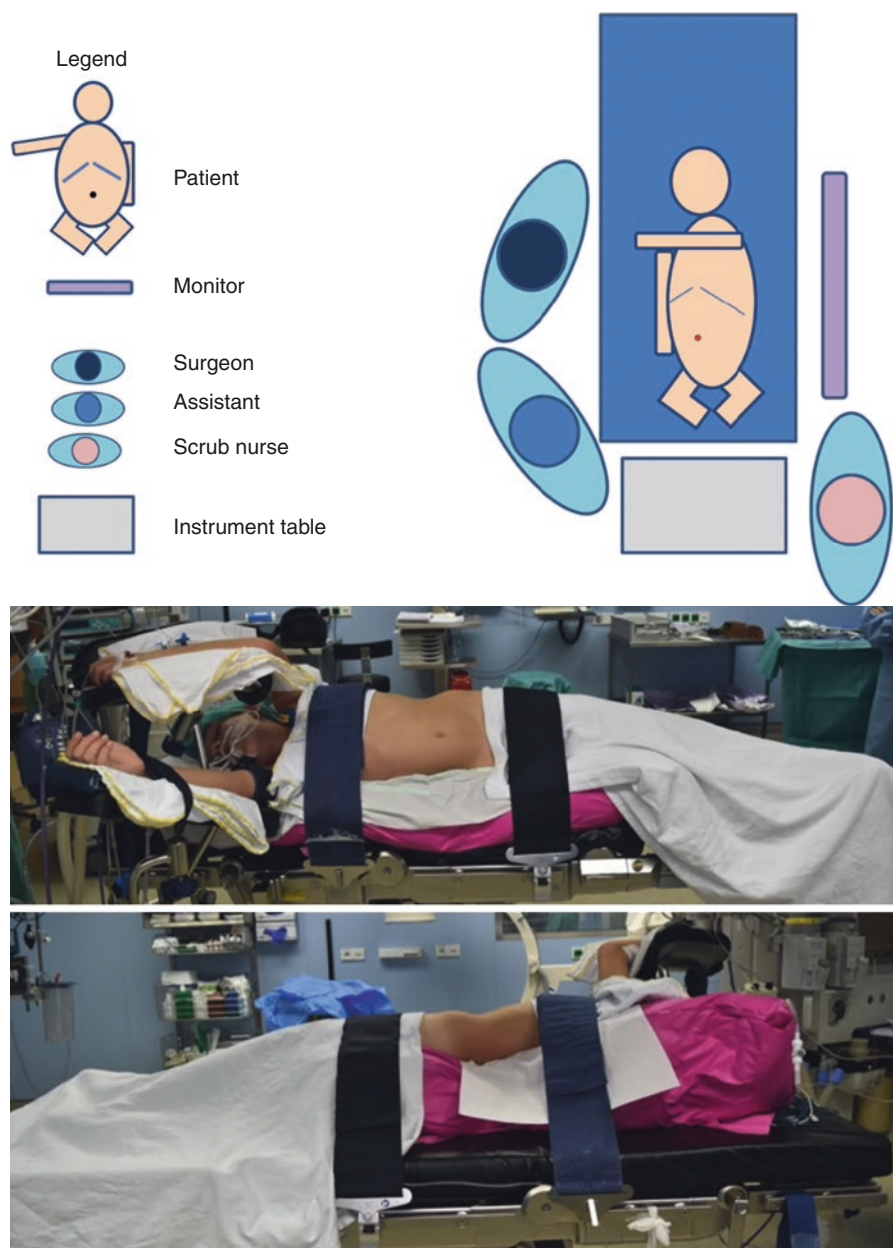 Legend
Patient
Monitor
Surgeon
Assistant
Scrub nurse
Instrument table